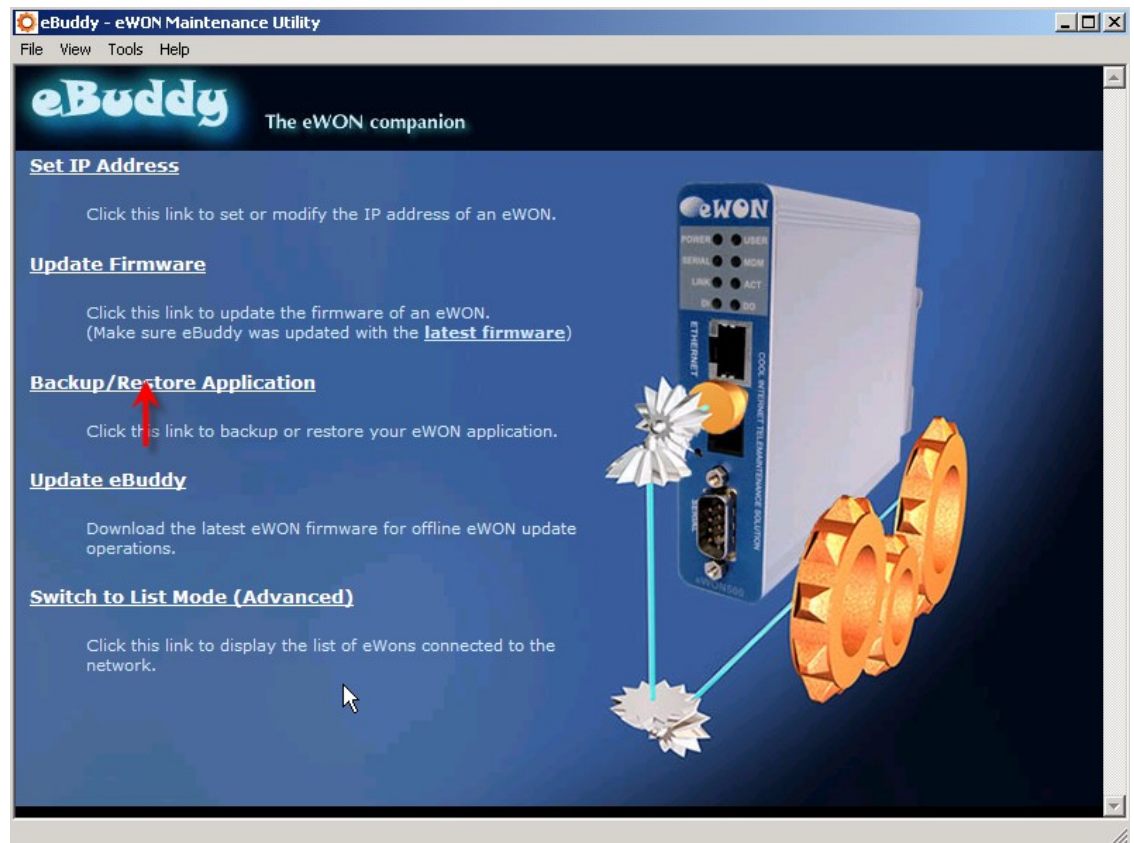 eBuddy - eWON Maintenance Utility
File View Tools Help
eBuddy
The eWON companion
Set IP Address
Click this link to set or modify the IP address of an eWON.
Update Firmware
Click this link to update the firmware of an eWON.
(Make sure eBuddy was updated with the latest firmware)
Backup/Restore Application
Click this link to backup or restore your eWON application.
Update eBuddy
Download the latest eWON firmware for offline eWON update
operations.
Switch to List Mode (Advanced)
Click this link to display the list of eWons connected to the
network.
eWON
POWER USER
SERIAL MDM
LINK ACT
DI DO
ETHERNET
COOL INTERNET TELEMAINTENANCE SOLUTION
SERIAL
eWON500